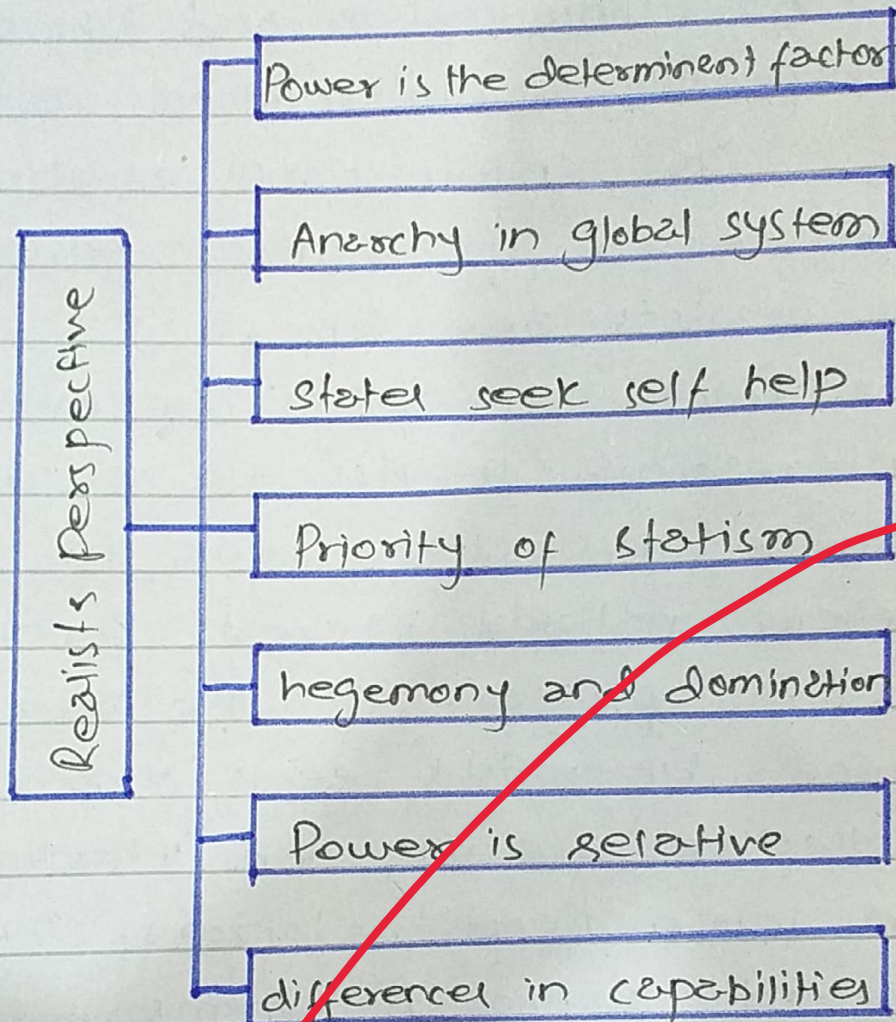 Power is the determinent factor
Anarchy in global system
States seek self help
Realists perspective
Priority of statism
hegemony and domination
Power is relative
differences in capabilities